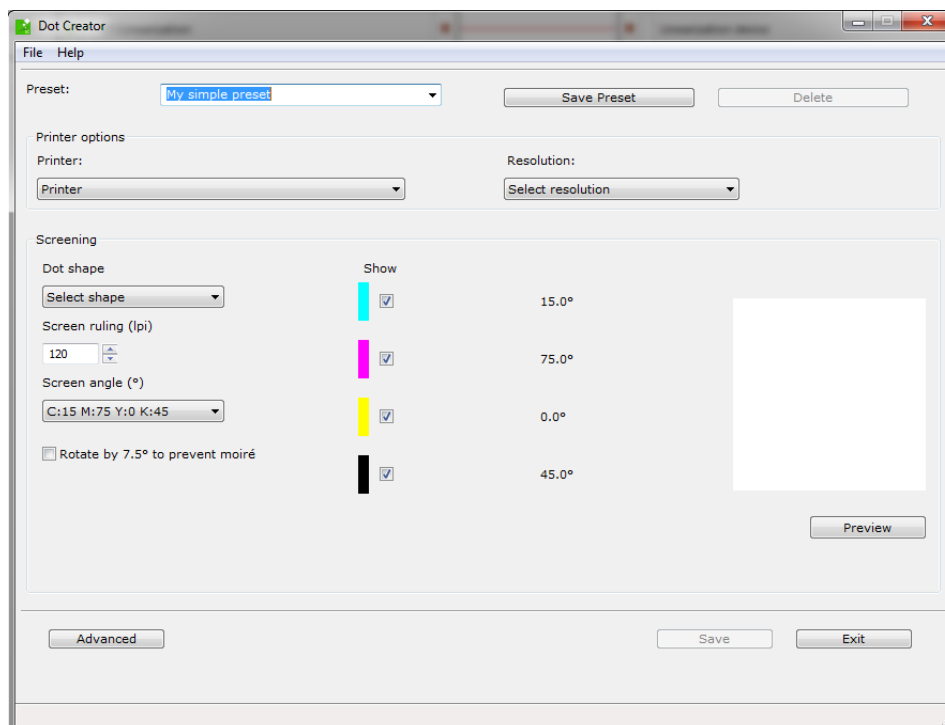 Dot Creator
File Help
Preset: My simple preset Save Preset Delete
Printer options
Printer: Resolution:
Printer Select resolution
Screening
Dot shape Show
Select shape 15.0°
Screen ruling (lpi)
120 75.0°
Screen angle (°)
C:15 M:75 Y:0 K:45 0.0°
Rotate by 7.5° to prevent moiré
45.0°
Preview
Advanced Save Exit